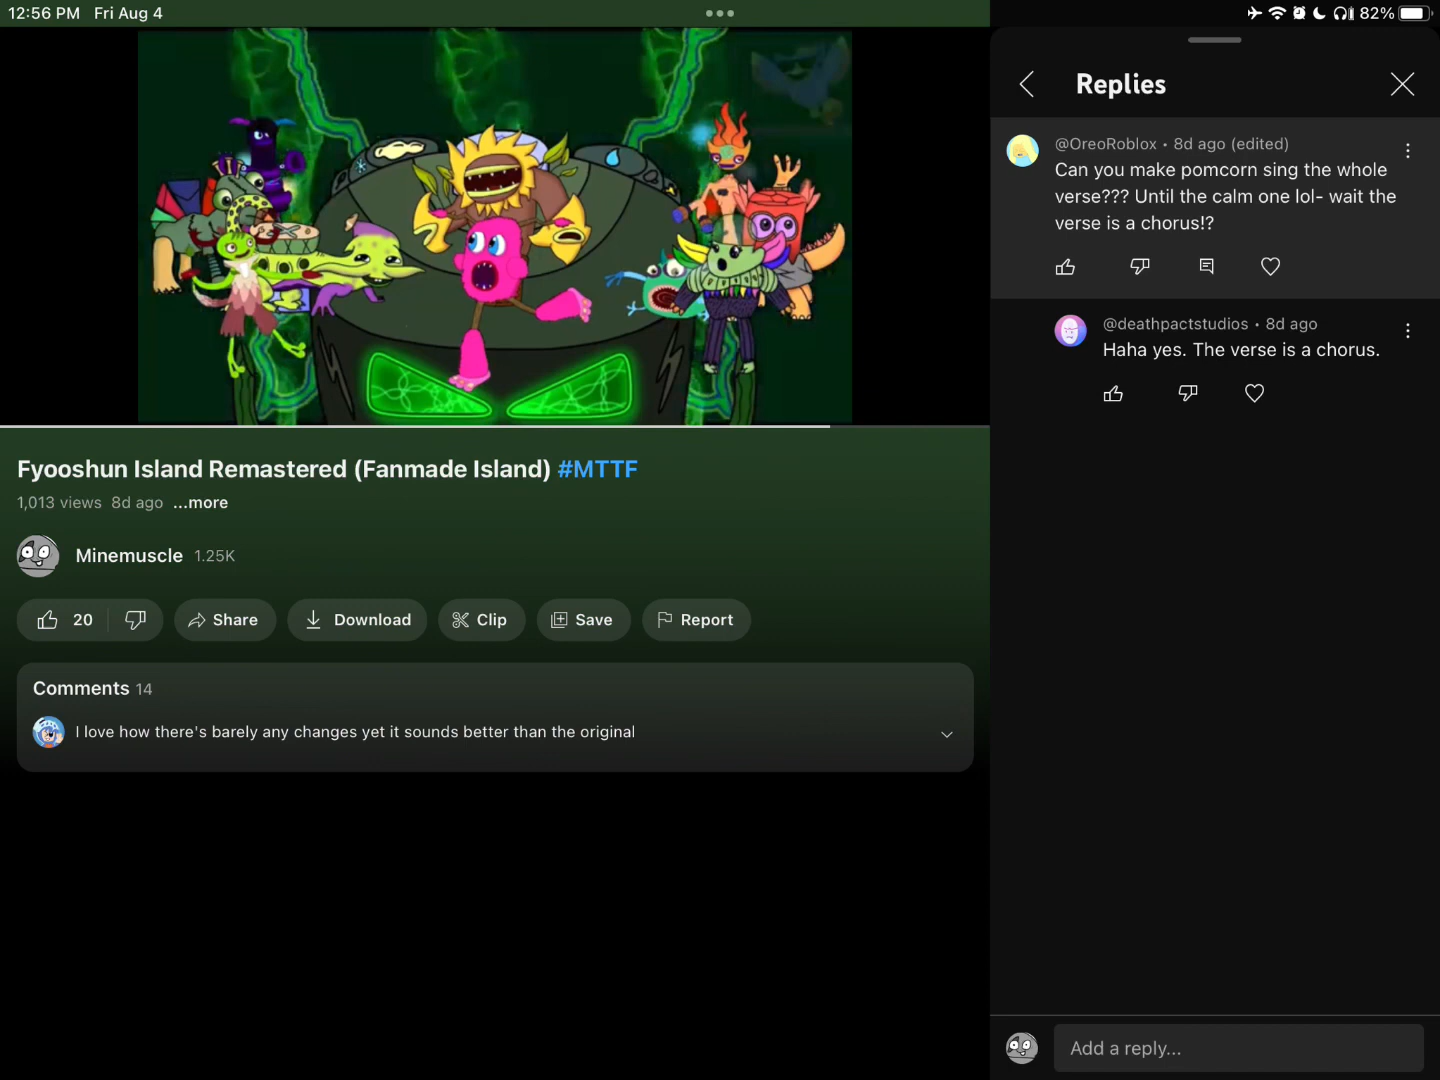 12:56 PM Fri Aug 4
82%
Fyooshun Island Remastered (Fanmade Island) #MTTF
1,013 views 8d ago ...more
Minemuscle 1.25K
20
Share
Download
Clip
Save
Report
Comments 14
I love how there's barely any changes yet it sounds better than the original
Replies
@OreoRoblox • 8d ago (edited)
Can you make pomcorn sing the whole
verse??? Until the calm one lol- wait the
verse is a chorus!?
@deathpactstudios • 8d ago
Haha yes. The verse is a chorus.
Add a reply...